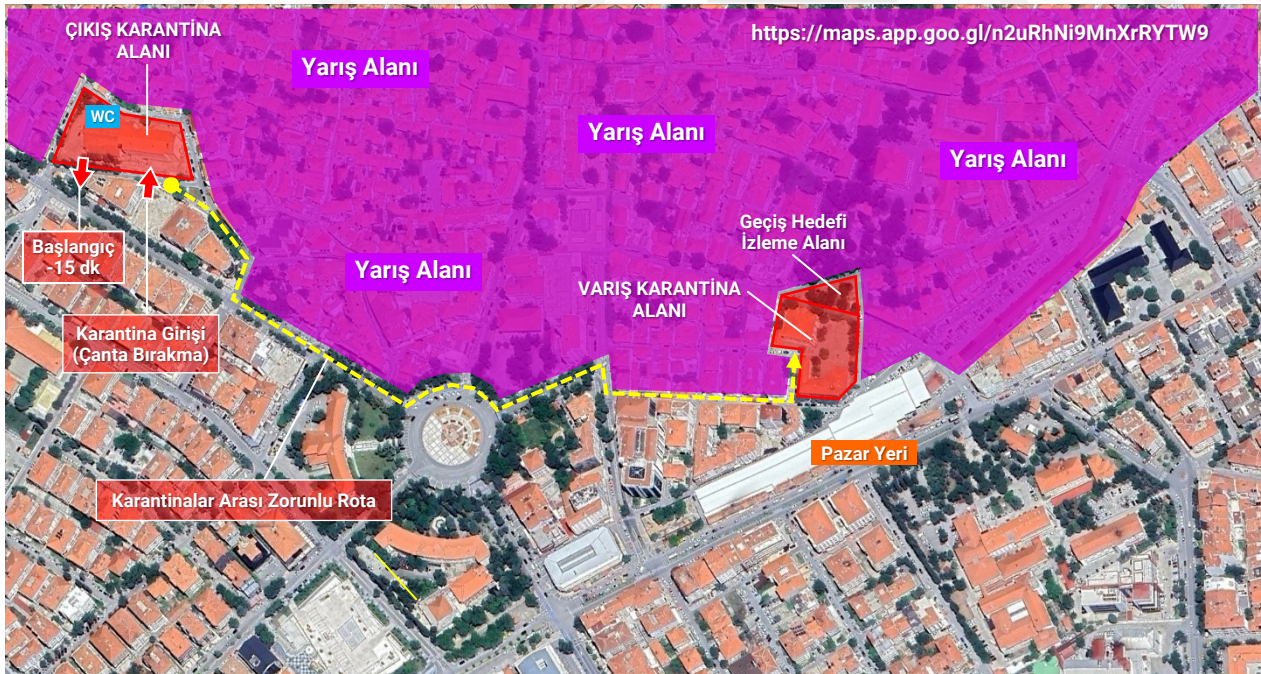 ÇIKIŞ KARANTİNA
ALANI
https://maps.app.goo.gl/n2uRhNi9MnXrRYTW9
Yarış Alanı
WC
Yarış Alanı
Yarış Alanı
Geçiş Hedefi
İzleme Alanı
Başlangıç
-15 dk
Yarış Alanı
VARIŞ KARANTİNA
ALANI
Karantina Girişi
(Çanta Bırakma)
Pazar Yeri
Karantinalar Arası Zorunlu Rota